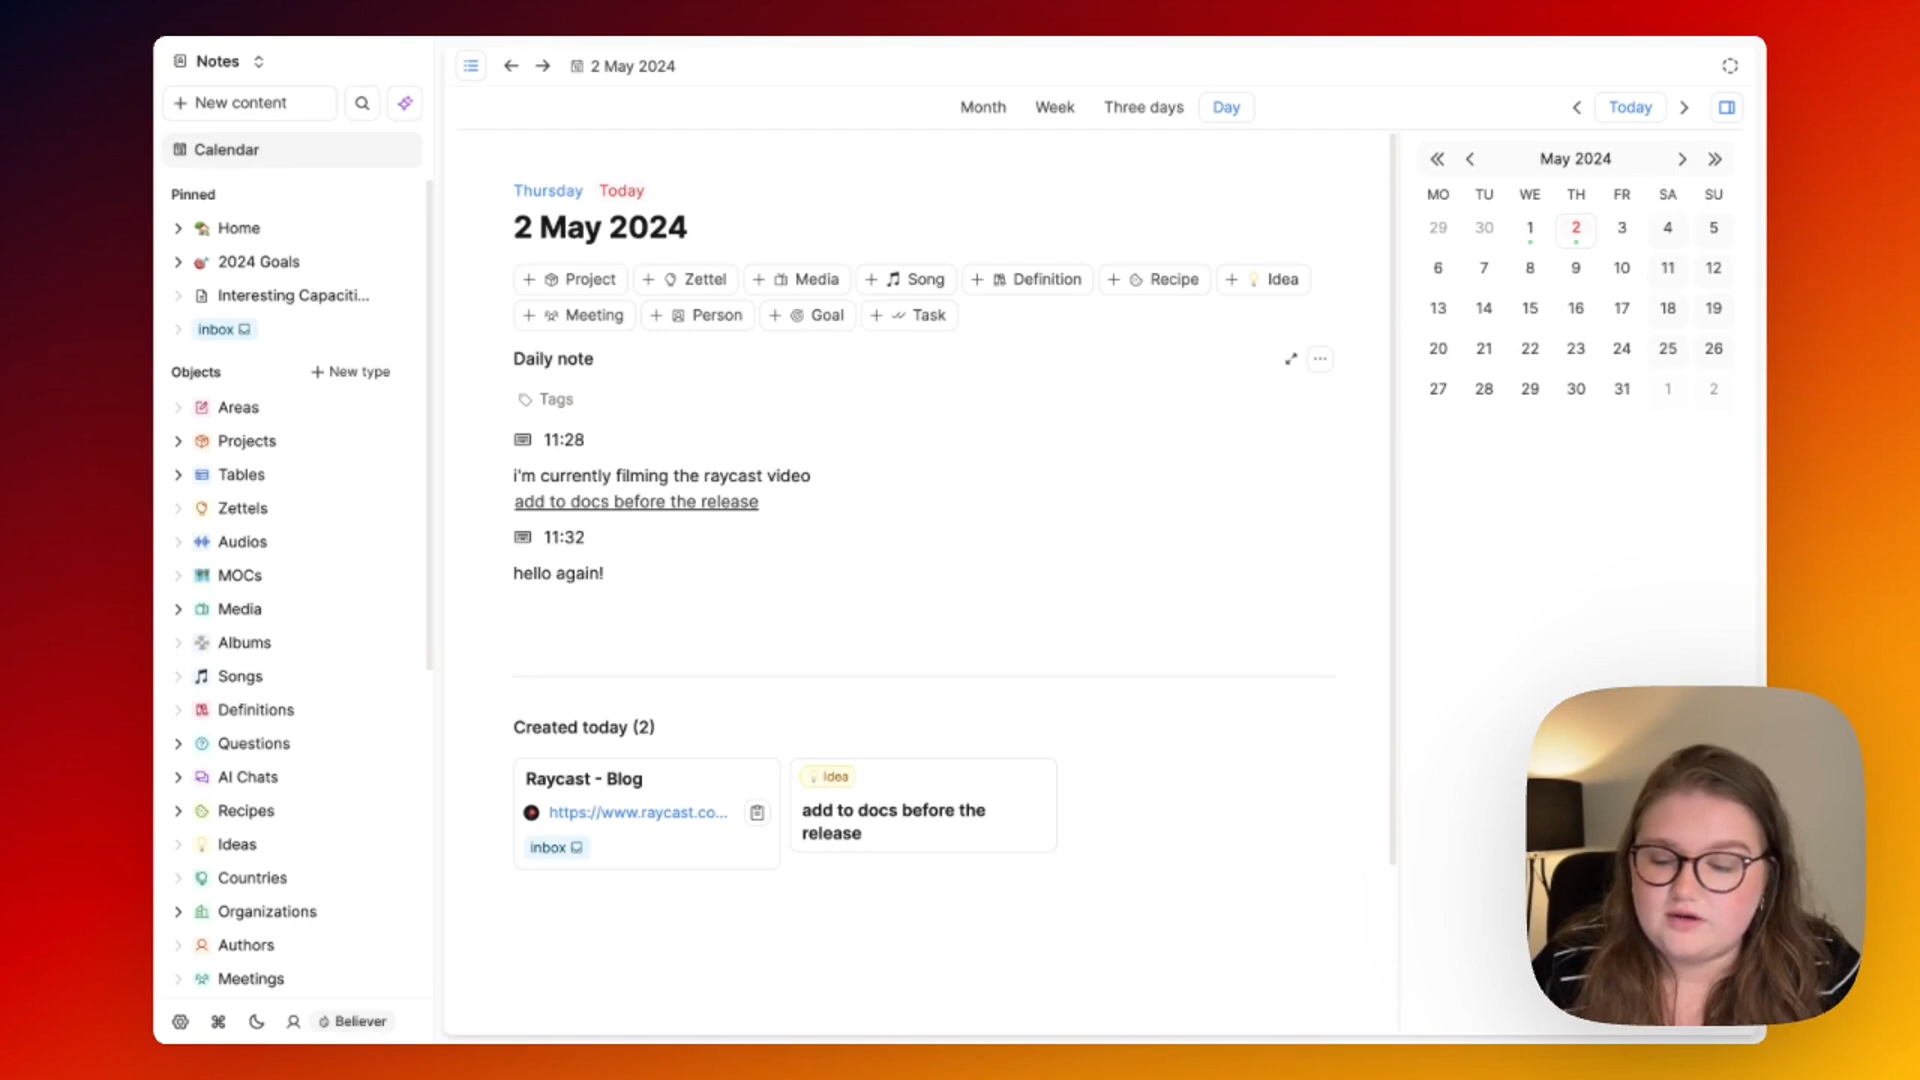 Notes
New content
Calendar
Pinned
Home
2024 Goals
Interesting Capaciti...
inbox
Objects
New type
Areas
Projects
Tables
Zettels
Audios
MOCs
Media
Albums
Songs
Definitions
Questions
AI Chats
Recipes
Ideas
Countries
Organizations
Authors
Meetings
Believer
2 May 2024
Month Week Three days Day
Today
Thursday Today
2 May 2024
+ Project + Zettel + Media + Song + Definition + Recipe + Idea
+ Meeting + Person + Goal + Task
Daily note
Tags
11:28
i'm currently filming the raycast video
add to docs before the release
11:32
hello again!
Created today (2)
Raycast - Blog
https://www.raycast.co...
inbox
Idea
add to docs before the
release
May 2024
MO TU WE TH FR SA SU
29 30 1 2 3 4 5
6 7 8 9 10 11 12
13 14 15 16 17 18 19
20 21 22 23 24 25 26
27 28 29 30 31 1 2